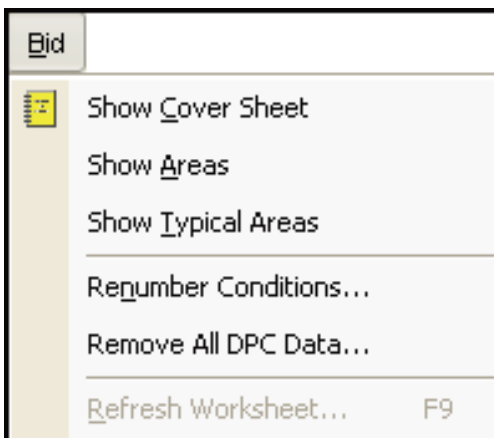 Bid
Show Cover Sheet
Show Areas
Show Typical Areas
Renumber Conditions...
Remove All DPC Data...
Refresh Worksheet... F9